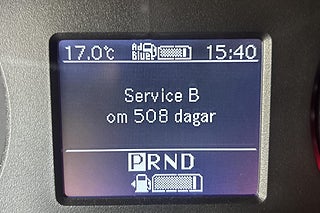 17.0°C Ad Blue 15:40
Service B
om 508 dagar
PRND